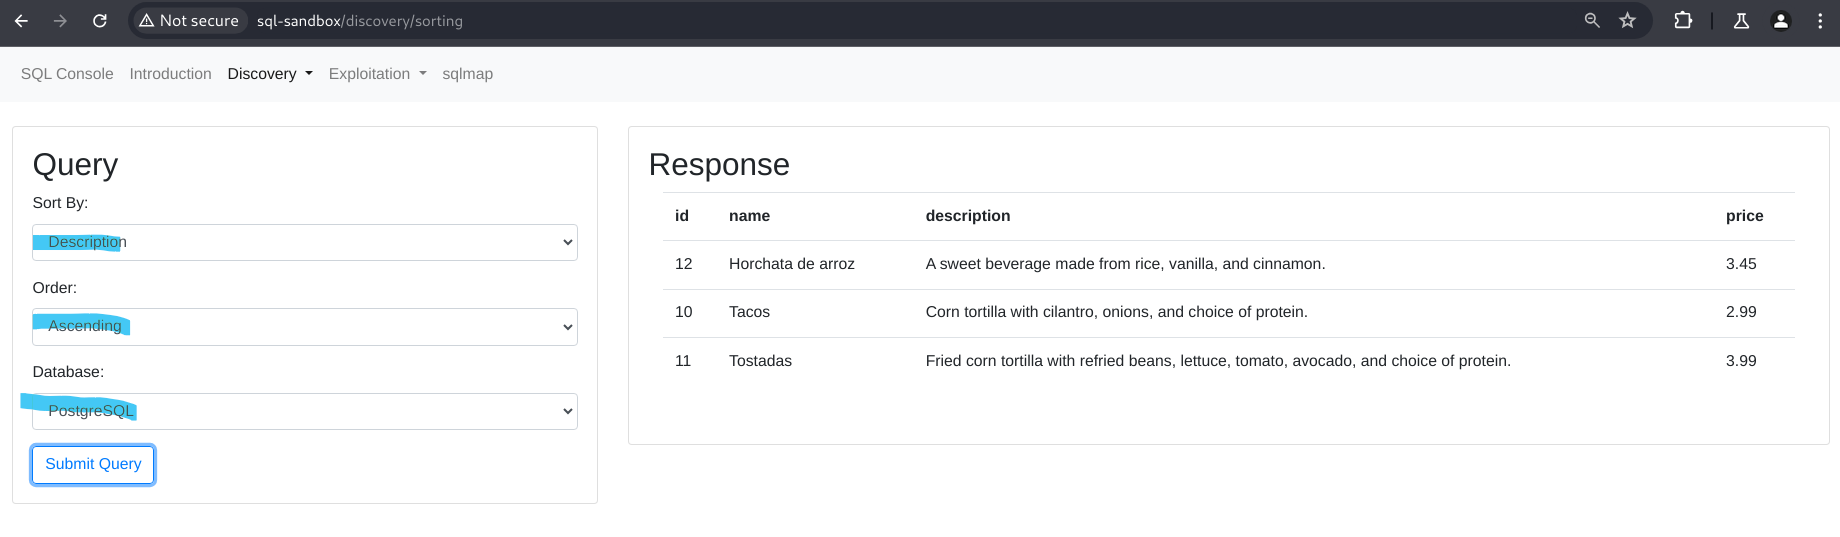 Not secure sql-sandbox/discovery/sorting
SQL Console Introduction Discovery Exploitation sqlmap
Query
Sort By:
Description
Order:
Ascending
Database:
PostgreSQL
Submit Query
Response
id name description price
12 Horchata de arroz A sweet beverage made from rice, vanilla, and cinnamon. 3.45
10 Tacos Corn tortilla with cilantro, onions, and choice of protein. 2.99
11 Tostadas Fried corn tortilla with refried beans, lettuce, tomato, avocado, and choice of protein. 3.99